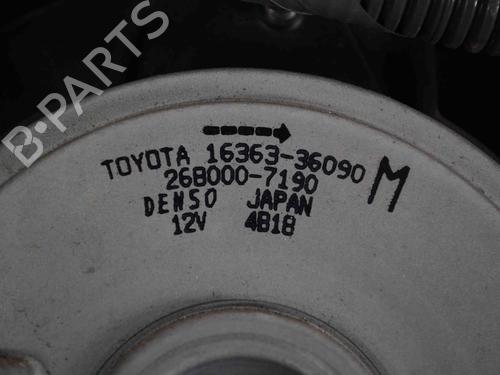 TOYOTA 16363-36090
268000-7190 M
DENSO JAPAN
12V 4B18
B-PARTS